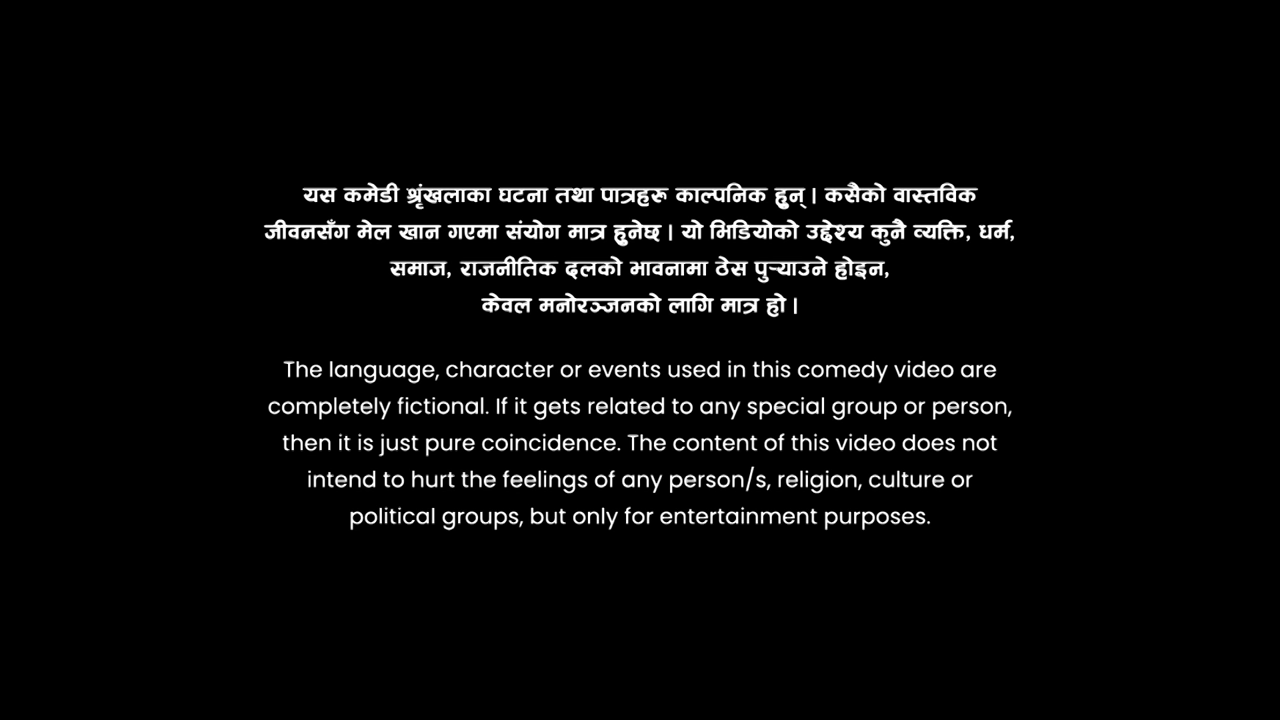 यस कमेडी श्रृंखलाका घटना तथा पात्रहरू काल्पनिक हुन् । कसैको वास्तविक
जीवनसँग मेल खान गएमा संयोग मात्र हुनेछ । यो भिडियोको उद्देश्य कुनै व्यक्ति, धर्म,
समाज, राजनीतिक दलको भावनामा ठेस पुऱ्याउने होइन,
केवल मनोरञ्जनको लागि मात्र हो ।
The language, character or events used in this comedy video are
completely fictional. If it gets related to any special group or person,
then it is just pure coincidence. The content of this video does not
intend to hurt the feelings of any person/s, religion, culture or
political groups, but only for entertainment purposes.